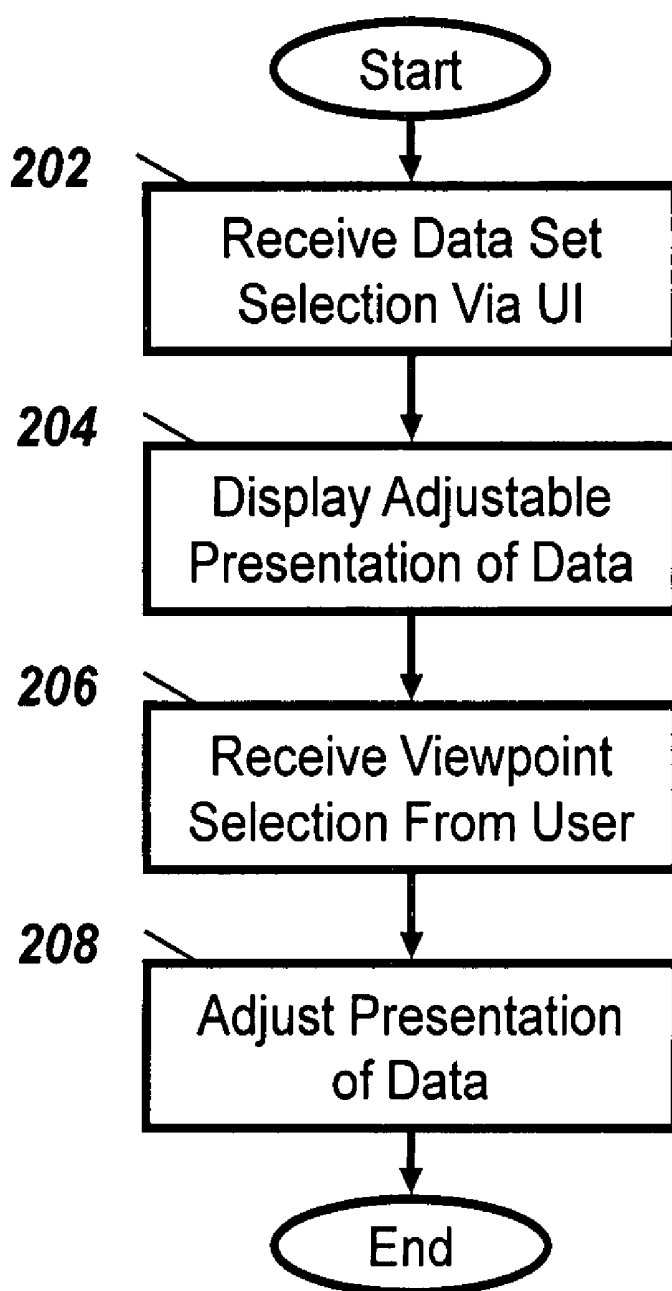 Start
202
Receive Data Set
Selection Via UI
204
Display Adjustable
Presentation of Data
206
Receive Viewpoint
Selection From User
208
Adjust Presentation
of Data
End